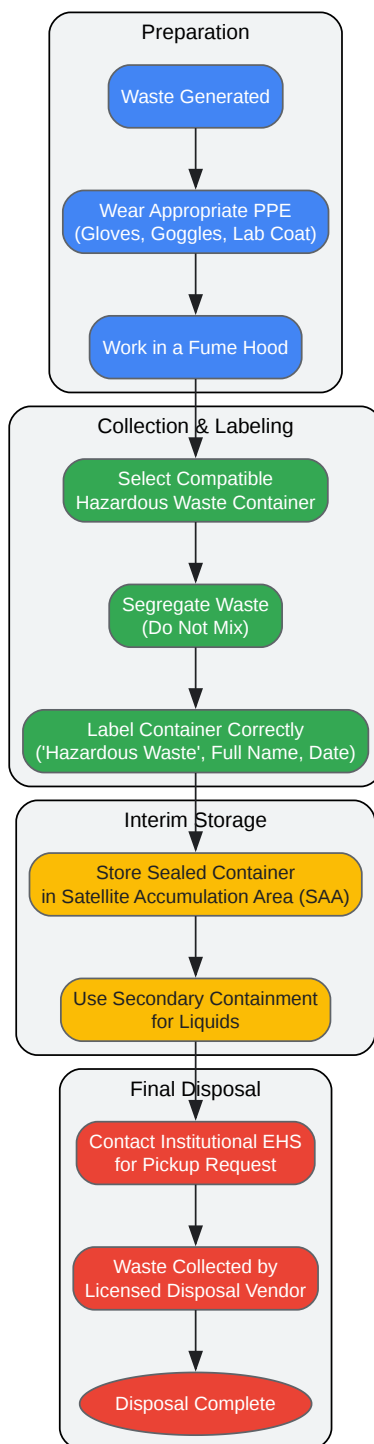 Preparation
Waste Generated
Wear Appropriate PPE
(Gloves, Goggles, Lab Coat)
Work in a Fume Hood
Collection & Labeling
Select Compatible
Hazardous Waste Container
Segregate Waste
(Do Not Mix)
Label Container Correctly
('Hazardous Waste', Full Name, Date)
Interim Storage
Store Sealed Container
in Satellite Accumulation Area (SAA)
Use Secondary Containment
for Liquids
Final Disposal
Contact Institutional EHS
for Pickup Request
Waste Collected by
Licensed Disposal Vendor
Disposal Complete